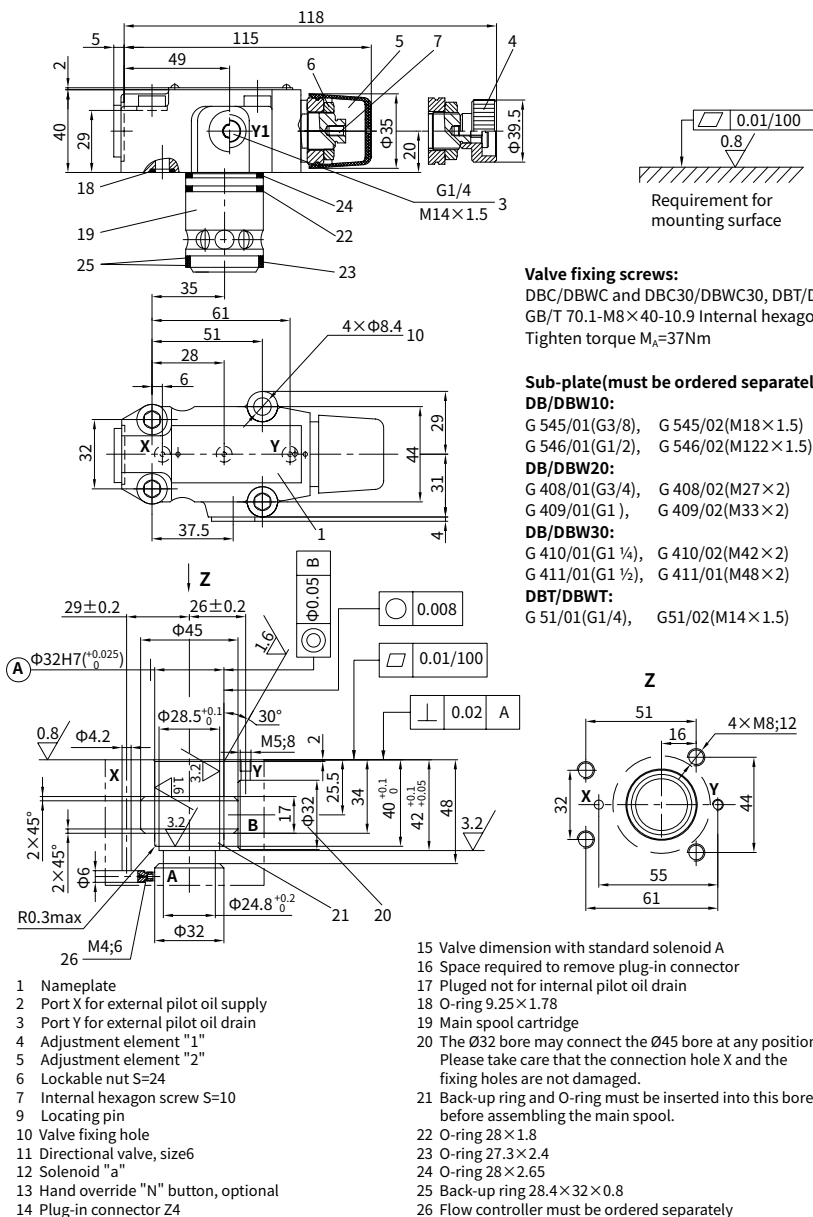 118
115
5
49
6
5
7
4
2
40
29
Y1
Φ35
20
Φ39.5
18
19
25
24
22
23
G1/4
M14×1.5
3
0.01/100
0.8
Requirement for
mounting surface
35
61
51
28
6
4×Φ8.4
10
32
X
Y
29
44
31
4
37.5
1
Valve fixing screws:
DBC/DBWC and DBC30/DBWC30, DBT/D
GB/T 70.1-M8×40-10.9 Internal hexago
Tighten torque MA=37Nm
Sub-plate(must be ordered separatel
DB/DBW10:
G 545/01(G3/8), G 545/02(M18×1.5)
G 546/01(G1/2), G 546/02(M122×1.5)
DB/DBW20:
G 408/01(G3/4), G 408/02(M27×2)
G 409/01(G1 ), G 409/02(M33×2)
DB/DBW30:
G 410/01(G1 ¼), G 410/02(M42×2)
G 411/01(G1 ½), G 411/01(M48×2)
DBT/DBWT:
G 51/01(G1/4), G51/02(M14×1.5)
Z
29±0.2
26±0.2
Φ45
1.6
Φ0.05 B
0.008
0.01/100
0.02 A
A
Φ32H7(+0.025 0)
Φ28.5+0.1 0
30°
M5;8
2
0.8
Φ4.2
X
Y
1.6
3.2
3.2
B
A
17
Φ32
25.5
34
40 +0.1 0
42 +0.1 +0.05
48
3.2
2×45°
2×45°
Φ6
R0.3max
M4;6
26
Φ24.8+0.2 0
Φ32
21
20
Z
51
16
4×M8;12
32
X
Y
44
55
61
1 Nameplate
2 Port X for external pilot oil supply
3 Port Y for external pilot oil drain
4 Adjustment element "1"
5 Adjustment element "2"
6 Lockable nut S=24
7 Internal hexagon screw S=10
9 Locating pin
10 Valve fixing hole
11 Directional valve, size6
12 Solenoid "a"
13 Hand override "N" button, optional
14 Plug-in connector Z4
15 Valve dimension with standard solenoid A
16 Space required to remove plug-in connector
17 Pluged not for internal pilot oil drain
18 O-ring 9.25×1.78
19 Main spool cartridge
20 The Ø32 bore may connect the Ø45 bore at any position
Please take care that the connection hole X and the
fixing holes are not damaged.
21 Back-up ring and O-ring must be inserted into this bore
before assembling the main spool.
22 O-ring 28×1.8
23 O-ring 27.3×2.4
24 O-ring 28×2.65
25 Back-up ring 28.4×32×0.8
26 Flow controller must be ordered separately